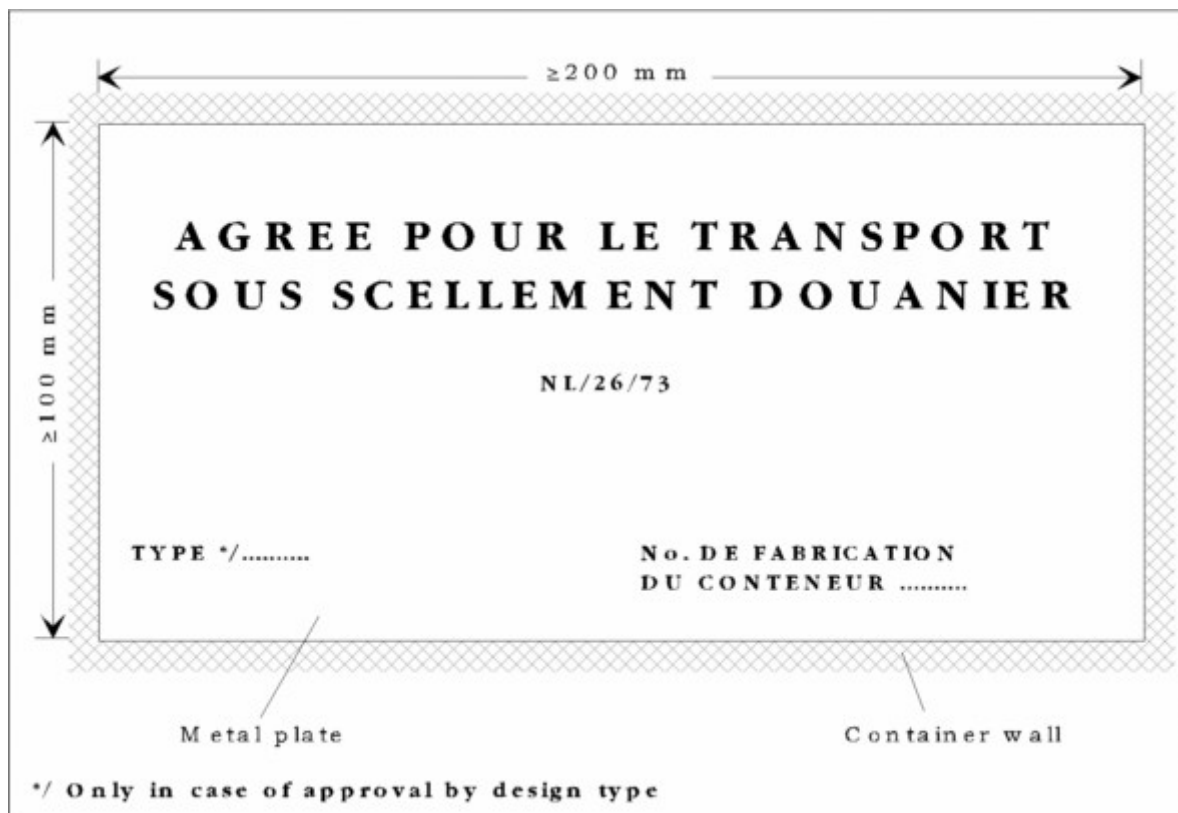 ≥200 mm
≥100 mm
AGREE POUR LE TRANSPORT
SOUS SCELLEMENT DOUANIER
NL/26/73
TYPE */..........
No. DE FABRICATION
DU CONTENEUR ..........
Metal plate
Container wall
*/ Only in case of approval by design type